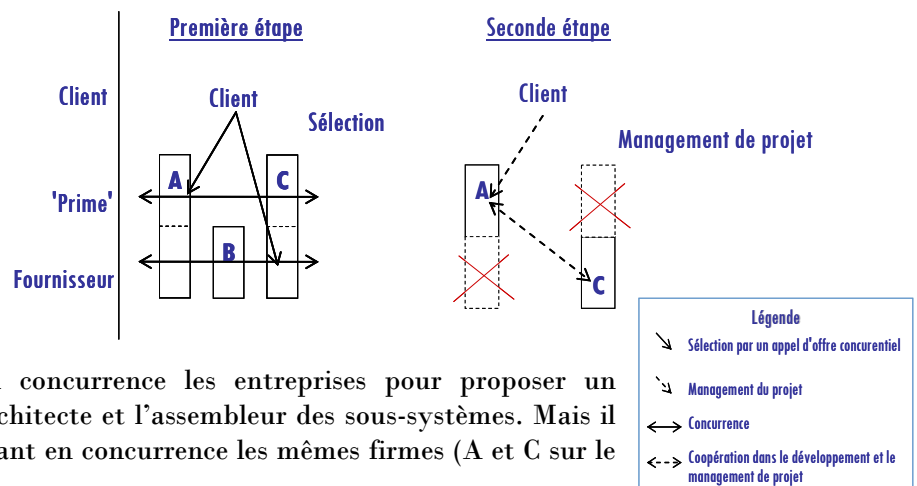 Première étape
Seconde étape
Client
Client
Client
Sélection
Management de projet
A
C
A
'Prime'
B
C
Fournisseur
Légende
Sélection par un appel d'offre concurentiel
Management du projet
Concurrence
Coopération dans le développement et le
management de projet
concurrence les entreprises pour proposer un
chitecte et l'assembleur des sous-systèmes. Mais il
ant en concurrence les mêmes firmes (A et C sur le